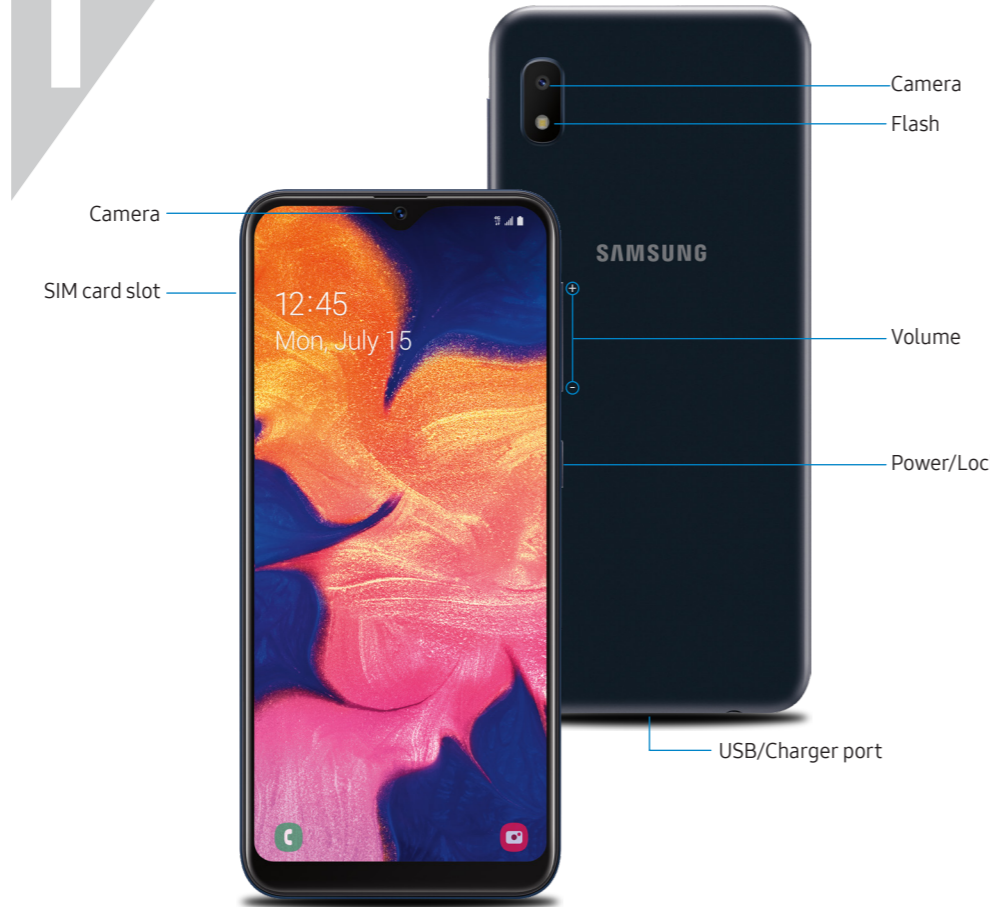 Camera
Flash
Camera
SAMSUNG
SIM card slot
12:45
Mon, July 15
+
Volume
-
Power/Loc
USB/Charger port